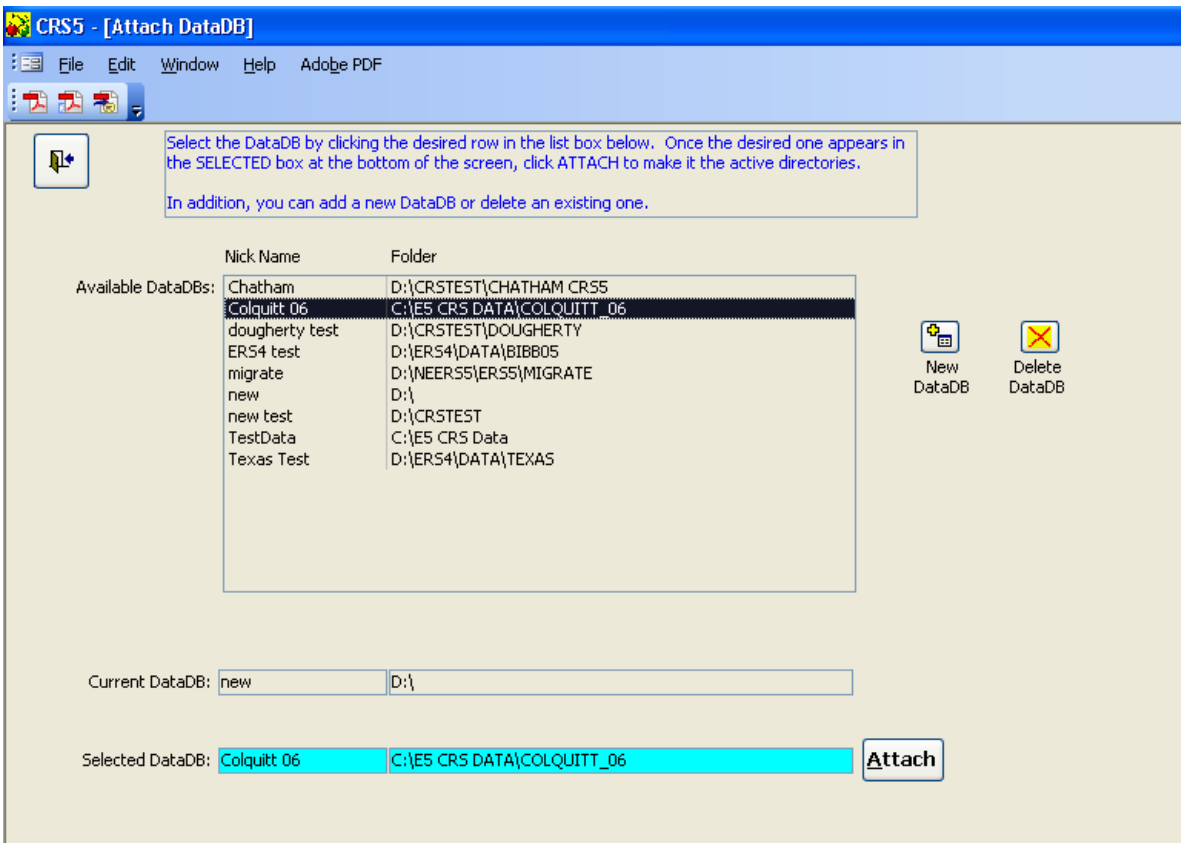 CRS5 - [Attach DataDB]
File Edit Window Help Adobe PDF
Select the DataDB by clicking the desired row in the list box below. Once the desired one appears in
the SELECTED box at the bottom of the screen, click ATTACH to make it the active directories.
In addition, you can add a new DataDB or delete an existing one.
Nick Name Folder
Available DataDBs: Chatham D:\CRSTEST\CHATHAM CRS5
Colquitt 06 C:\E5 CRS DATA\COLQUITT_06
dougherty test D:\CRSTEST\DOUGHERTY
ERS4 test D:\ERS4\DATA\BIBB05
migrate D:\NEERS5\ERS5\MIGRATE
new D:\
new test D:\CRSTEST
TestData C:\E5 CRS Data
Texas Test D:\ERS4\DATA\TEXAS
New DataDB
Delete DataDB
Current DataDB: new D:\
Selected DataDB: Colquitt 06 C:\E5 CRS DATA\COLQUITT_06 Attach